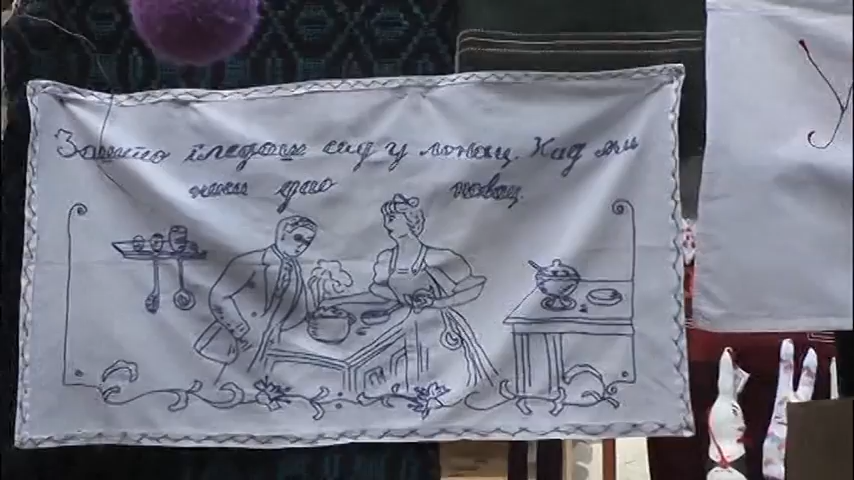 Зашто гледаш сад у лонац. Кад ми
ниси дао новац.
У